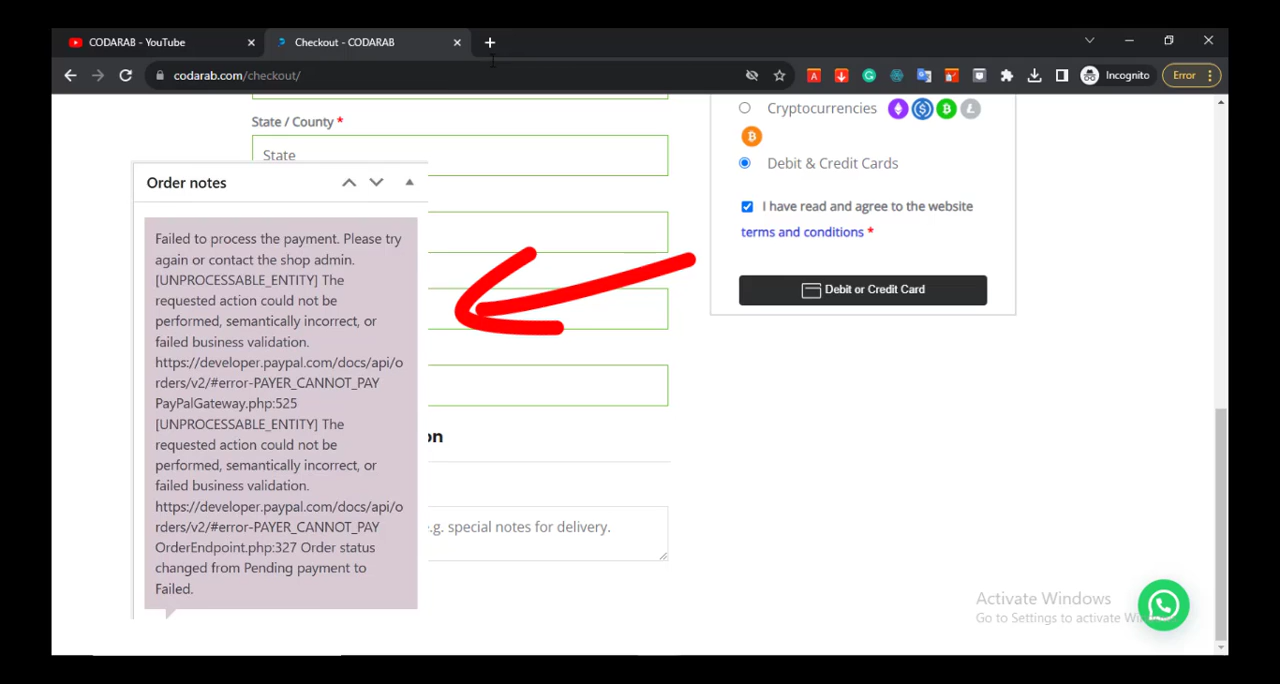 CODARAB - YouTube
Checkout - CODARAB
codarab.com/checkout/
Incognito
Error
State / County *
State
Order notes
Failed to process the payment. Please try
again or contact the shop admin.
[UNPROCESSABLE_ENTITY] The
requested action could not be
performed, semantically incorrect, or
failed business validation.
https://developer.paypal.com/docs/api/o
rders/v2/#error-PAYER_CANNOT_PAY
PayPalGateway.php:525
[UNPROCESSABLE_ENTITY] The
requested action could not be
performed, semantically incorrect, or
failed business validation.
https://developer.paypal.com/docs/api/o
rders/v2/#error-PAYER_CANNOT_PAY
OrderEndpoint.php:327 Order status
changed from Pending payment to
Failed.
on
e.g. special notes for delivery.
Cryptocurrencies
Debit & Credit Cards
I have read and agree to the website
terms and conditions *
Debit or Credit Card
Activate Windows
Go to Settings to activate Wi